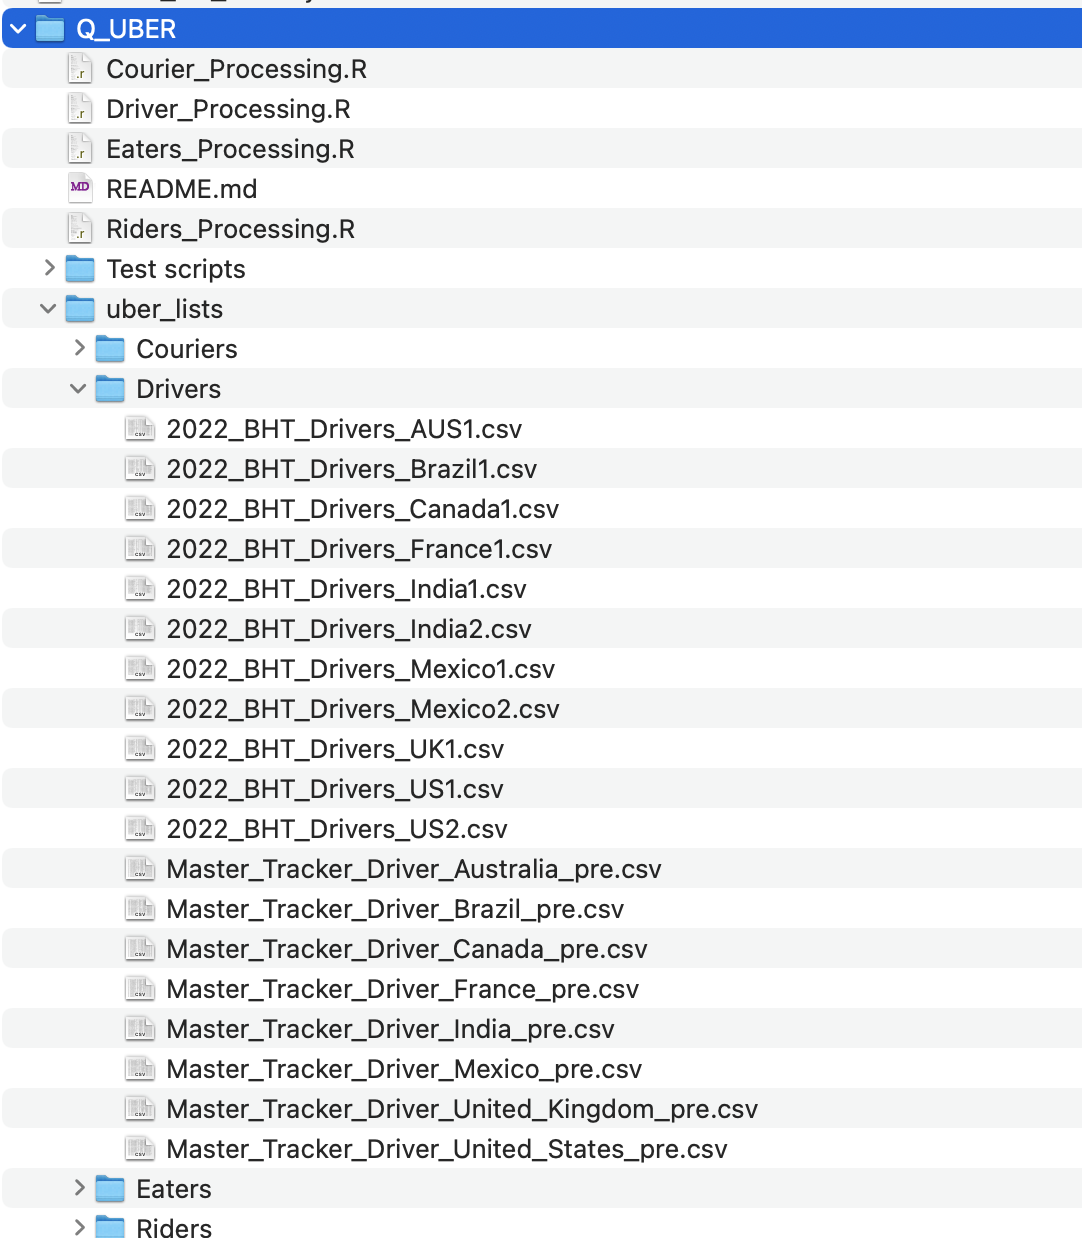 Q_UBER
Courier_Processing.R
Driver_Processing.R
Eaters_Processing.R
README.md
Riders_Processing.R
Test scripts
uber_lists
Couriers
Drivers
2022_BHT_Drivers_AUS1.csv
2022_BHT_Drivers_Brazil1.csv
2022_BHT_Drivers_Canada1.csv
2022_BHT_Drivers_France1.csv
2022_BHT_Drivers_India1.csv
2022_BHT_Drivers_India2.csv
2022_BHT_Drivers_Mexico1.csv
2022_BHT_Drivers_Mexico2.csv
2022_BHT_Drivers_UK1.csv
2022_BHT_Drivers_US1.csv
2022_BHT_Drivers_US2.csv
Master_Tracker_Driver_Australia_pre.csv
Master_Tracker_Driver_Brazil_pre.csv
Master_Tracker_Driver_Canada_pre.csv
Master_Tracker_Driver_France_pre.csv
Master_Tracker_Driver_India_pre.csv
Master_Tracker_Driver_Mexico_pre.csv
Master_Tracker_Driver_United_Kingdom_pre.csv
Master_Tracker_Driver_United_States_pre.csv
Eaters
Riders